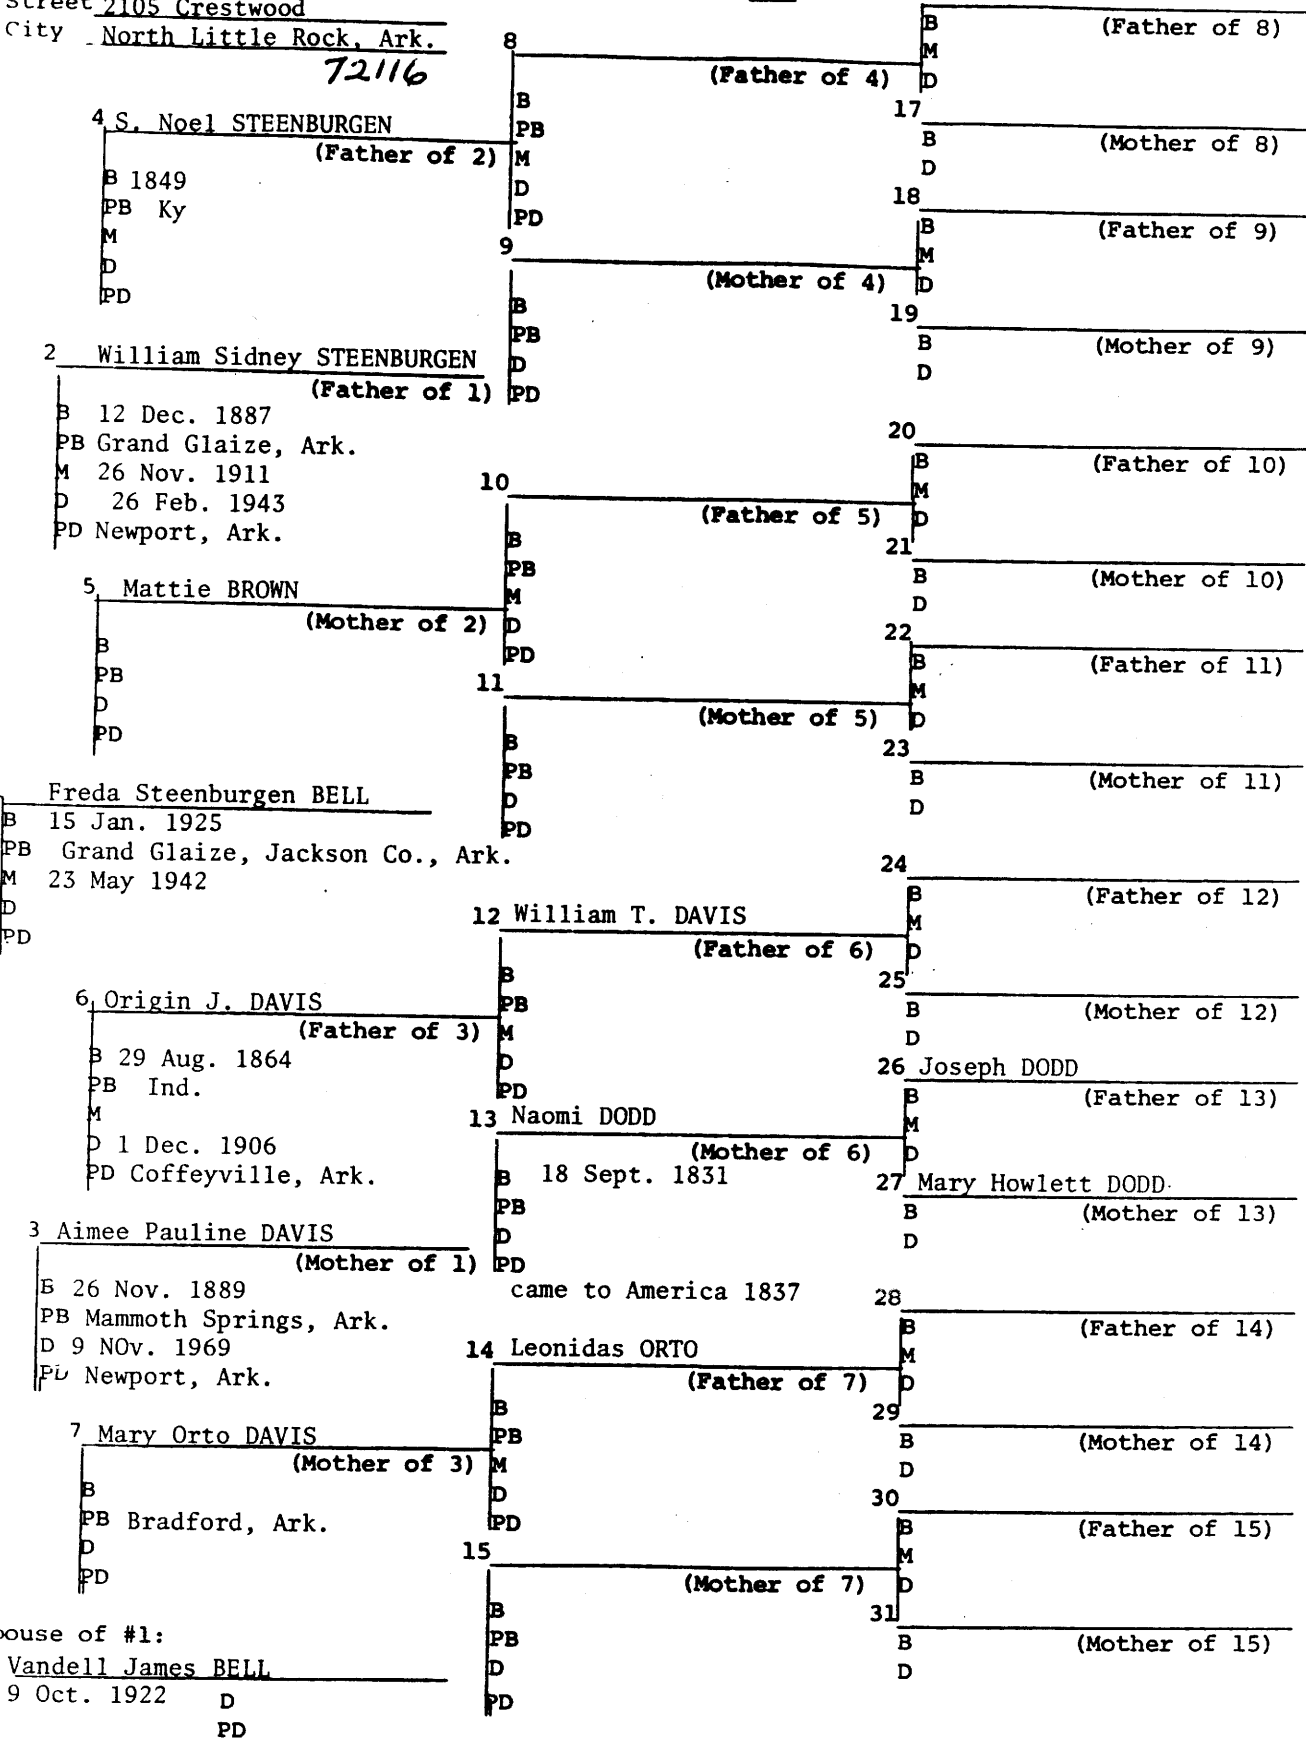 Street 2105 Crestwood
City North Little Rock, Ark.
72116
4 S. Noel STEENBURGEN
(Father of 2)
B 1849
PB Ky
M
D
PD
2 William Sidney STEENBURGEN
(Father of 1)
B 12 Dec. 1887
PB Grand Glaize, Ark.
M 26 Nov. 1911
D 26 Feb. 1943
PD Newport, Ark.
5 Mattie BROWN
(Mother of 2)
B
PB
D
PD
Freda Steenburgen BELL
B 15 Jan. 1925
PB Grand Glaize, Jackson Co., Ark.
M 23 May 1942
D
PD
6 Origin J. DAVIS
(Father of 3)
B 29 Aug. 1864
PB Ind.
M
D 1 Dec. 1906
PD Coffeyville, Ark.
3 Aimee Pauline DAVIS
(Mother of 1)
B 26 Nov. 1889
PB Mammoth Springs, Ark.
D 9 NOv. 1969
PD Newport, Ark.
7 Mary Orto DAVIS
(Mother of 3)
B
PB Bradford, Ark.
D
PD
pouse of #1:
Vandell James BELL
9 Oct. 1922 D
PD
8
(Father of 4)
B
PB
M
D
PD
9
(Mother of 4)
B
PB
D
PD
10
(Father of 5)
B
PB
M
D
PD
11
(Mother of 5)
B
PB
D
PD
12 William T. DAVIS
(Father of 6)
B
PB
M
D
PD
13 Naomi DODD
(Mother of 6)
B 18 Sept. 1831
PB
D
PD
came to America 1837
14 Leonidas ORTO
(Father of 7)
B
PB
M
D
PD
15
(Mother of 7)
B
PB
D
PD
B (Father of 8)
M
D
17
B (Mother of 8)
D
18
B (Father of 9)
M
D
19
B (Mother of 9)
D
20
B (Father of 10)
M
D
21
B (Mother of 10)
D
22
B (Father of 11)
M
D
23
B (Mother of 11)
D
24
B (Father of 12)
M
D
25
B (Mother of 12)
D
26 Joseph DODD
B (Father of 13)
M
D
27 Mary Howlett DODD
B (Mother of 13)
D
28
B (Father of 14)
M
D
29
B (Mother of 14)
D
30
B (Father of 15)
M
D
31
B (Mother of 15)
D